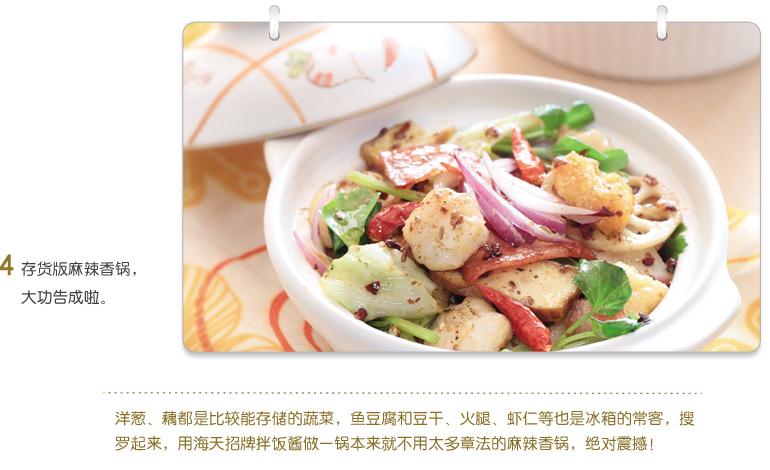 4 存货版麻辣香锅，
大功告成啦。
洋葱、藕都是比较能存储的蔬菜，鱼豆腐和豆干、火腿、虾仁等也是冰箱的常客，搜
罗起来，用海天招牌拌饭酱做一锅本来就不用太多章法的麻辣香锅，绝对震撼！